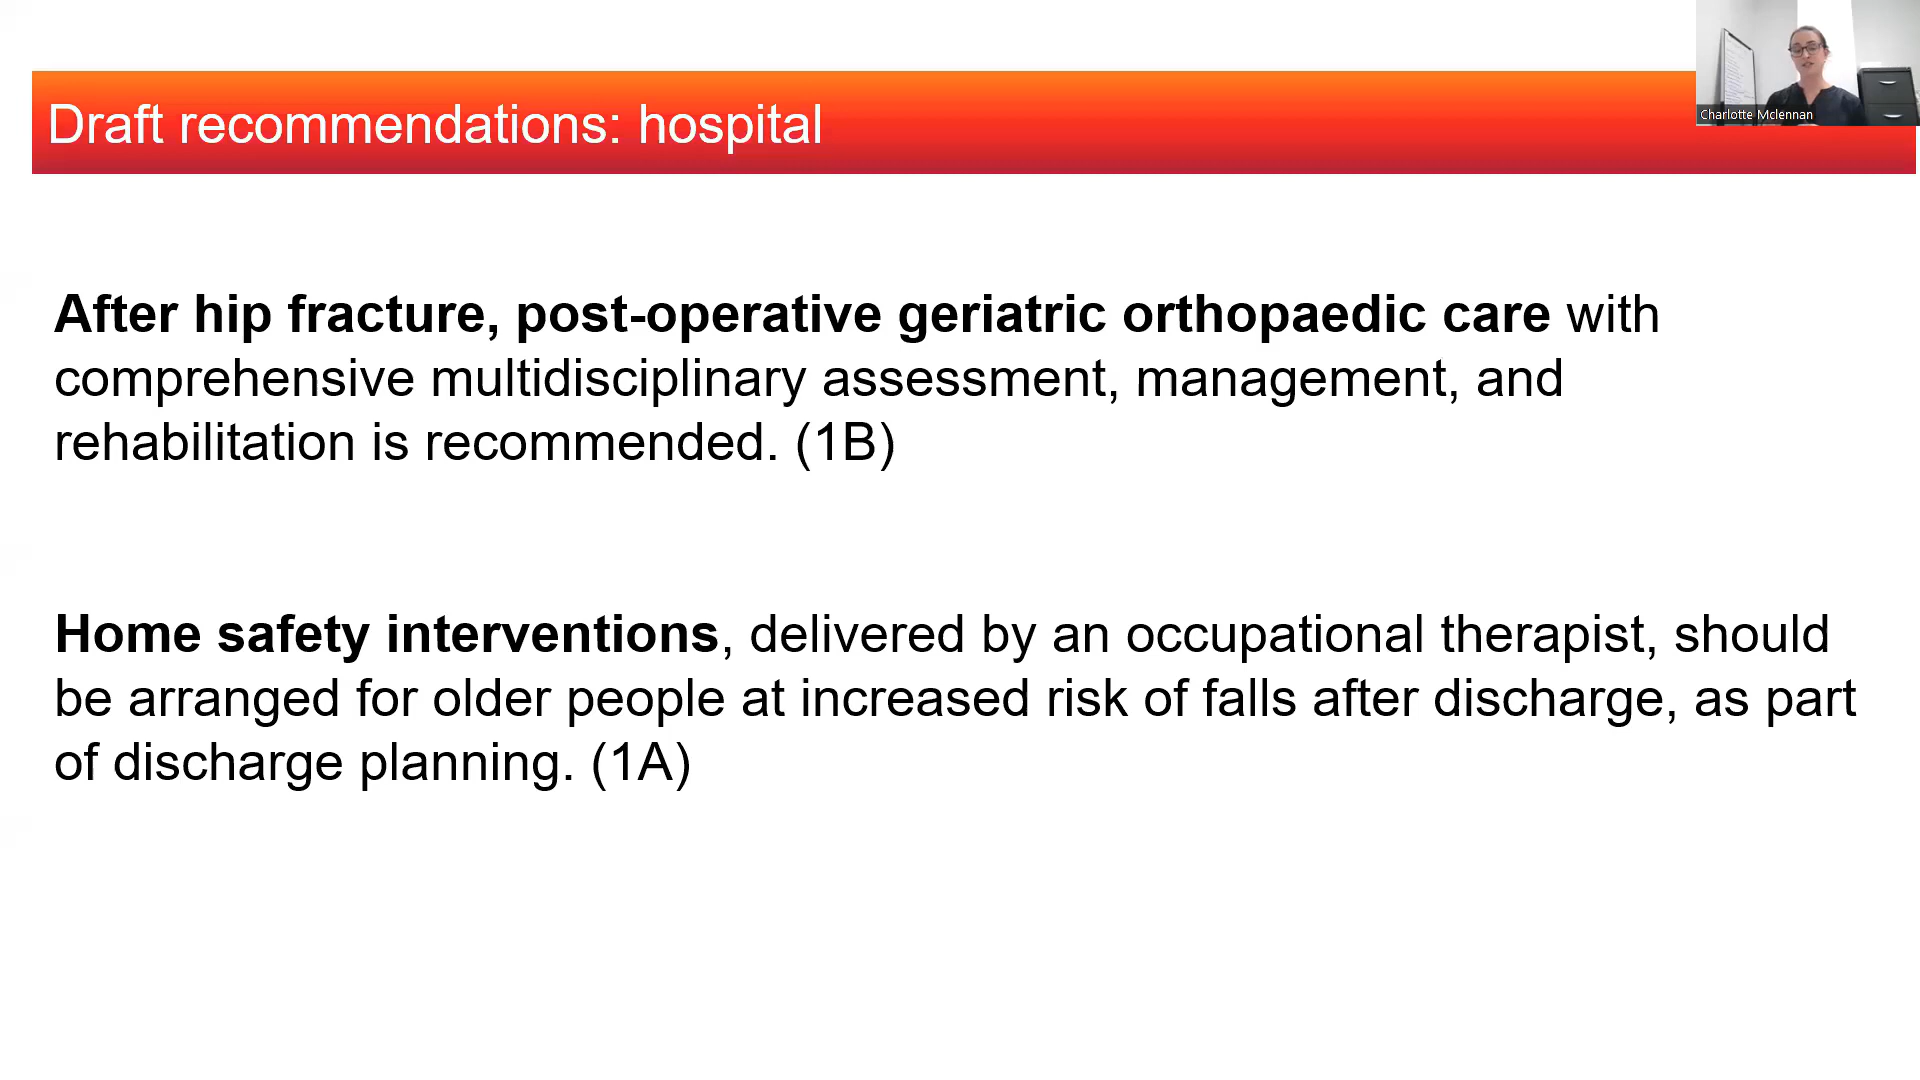 Draft recommendations: hospital
Charlotte Mclennan
After hip fracture, post-operative geriatric orthopaedic care with
comprehensive multidisciplinary assessment, management, and
rehabilitation is recommended. (1B)
Home safety interventions, delivered by an occupational therapist, should
be arranged for older people at increased risk of falls after discharge, as part
of discharge planning. (1A)